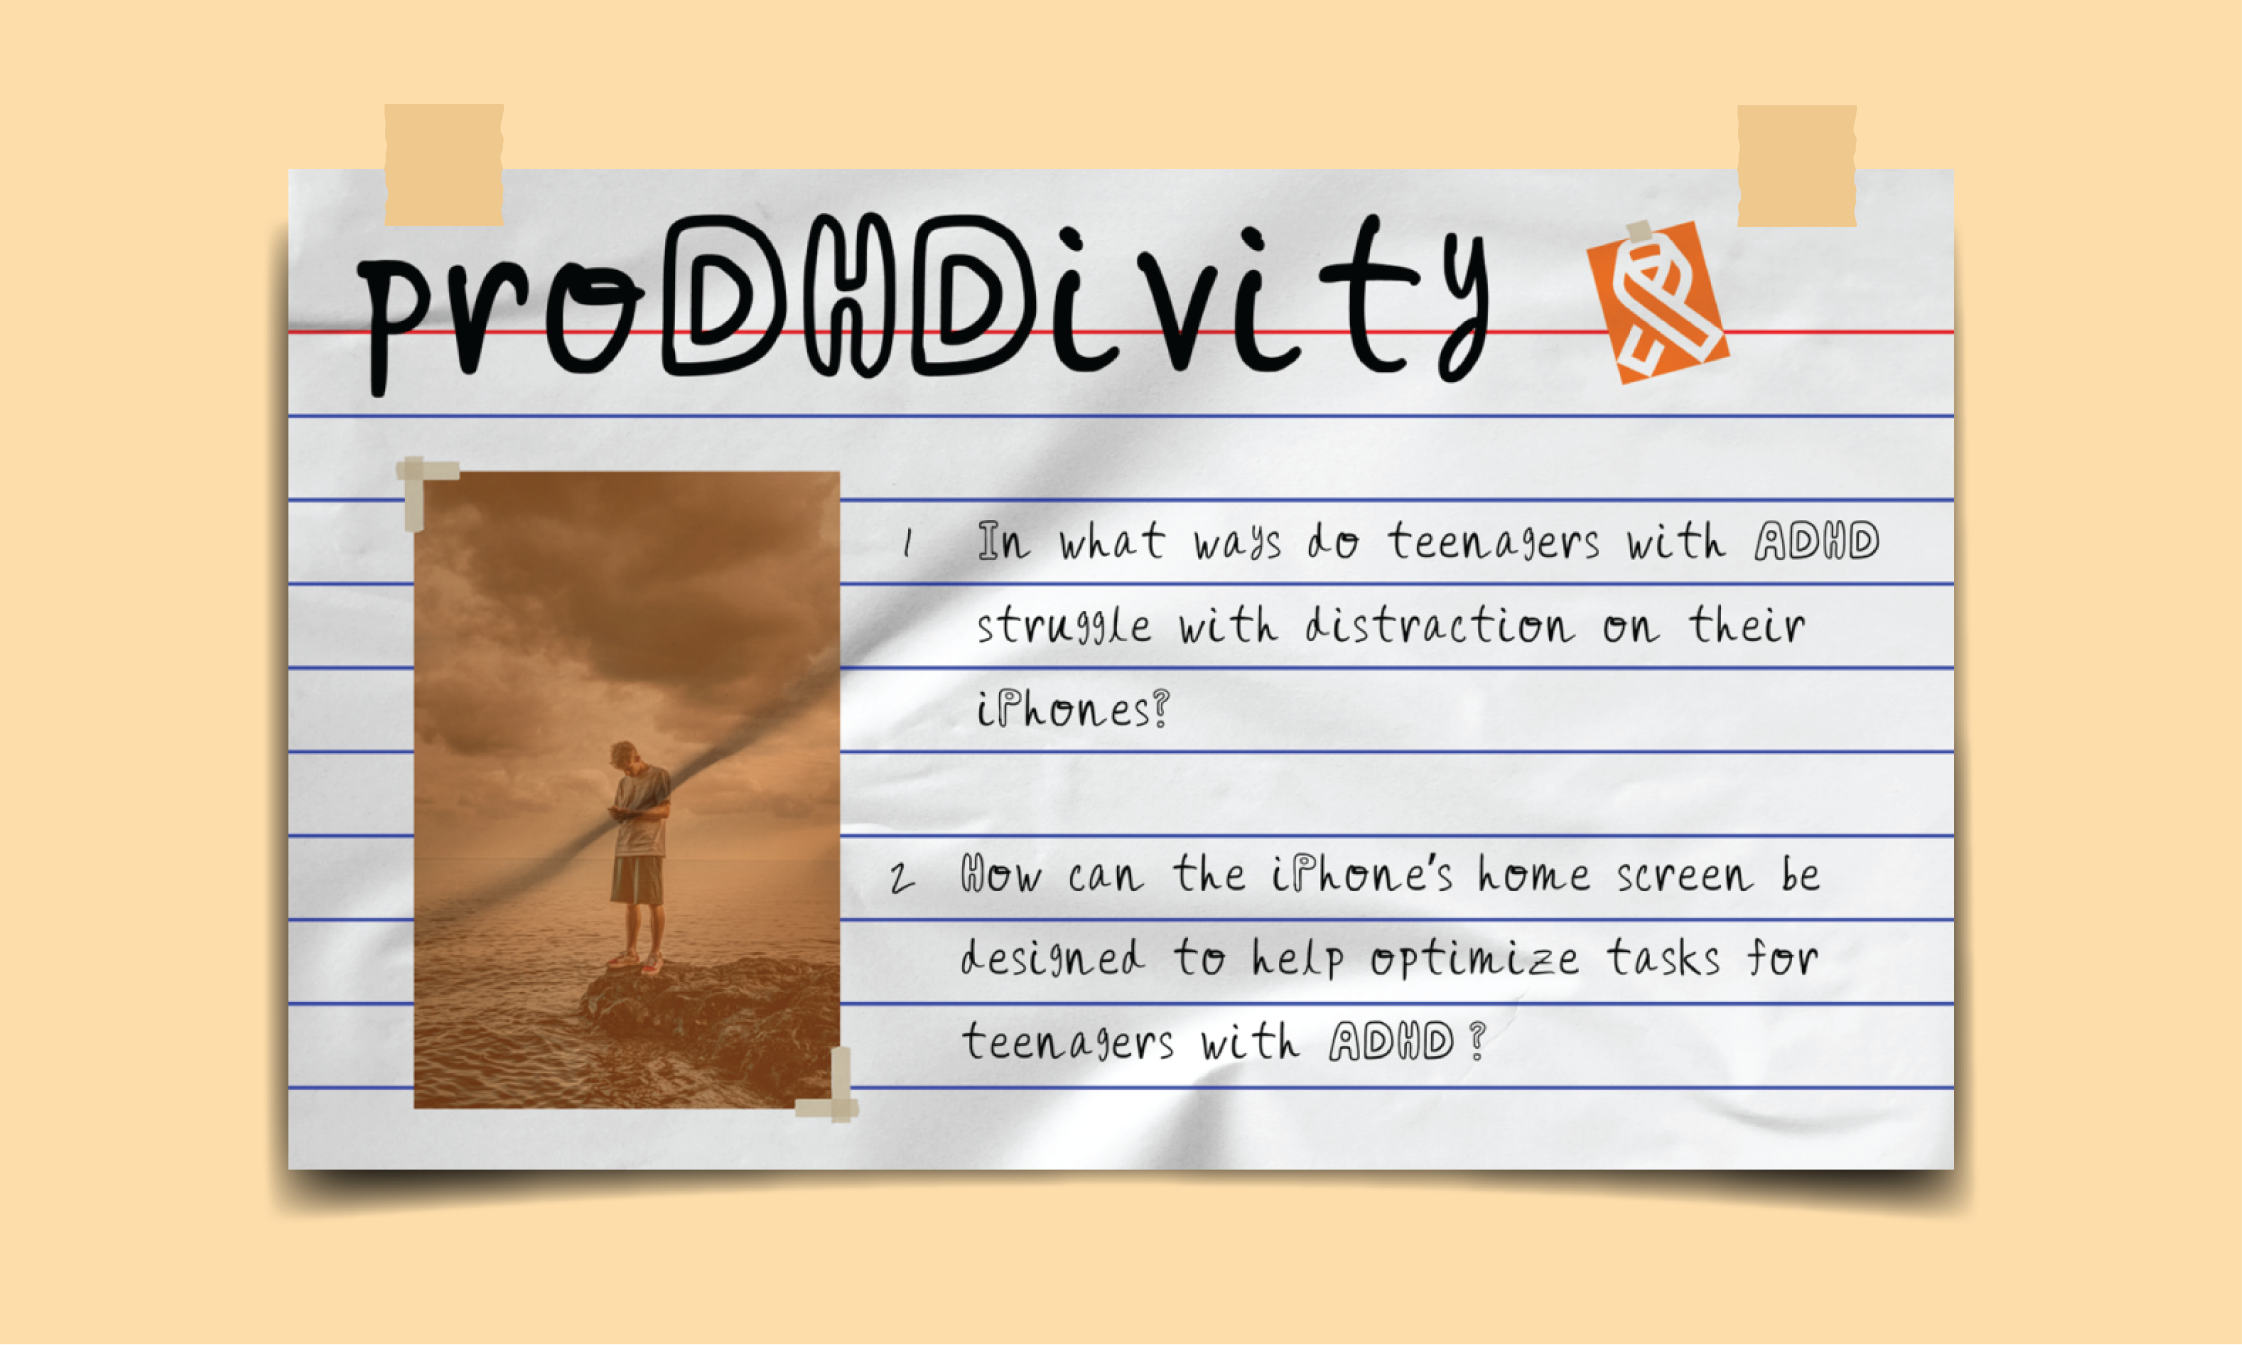 proDHDivity
1 In what ways do teenagers with ADHD
struggle with distraction on their
iPhones?
2 How can the iPhone's home screen be
designed to help optimize tasks for
teenagers with ADHD?